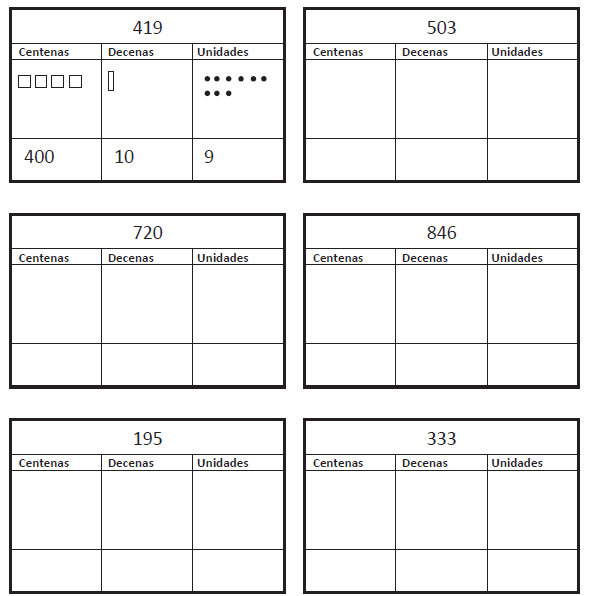 419
Centenas Decenas Unidades
400 10 9
503
Centenas Decenas Unidades
720
Centenas Decenas Unidades
846
Centenas Decenas Unidades
195
Centenas Decenas Unidades
333
Centenas Decenas Unidades